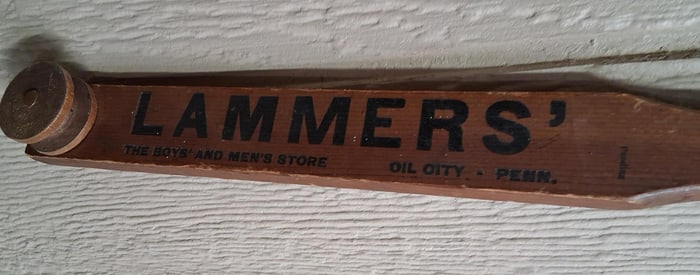 LAMMERS'
THE BOYS' AND MEN'S STORE
OIL CITY. - PENN.